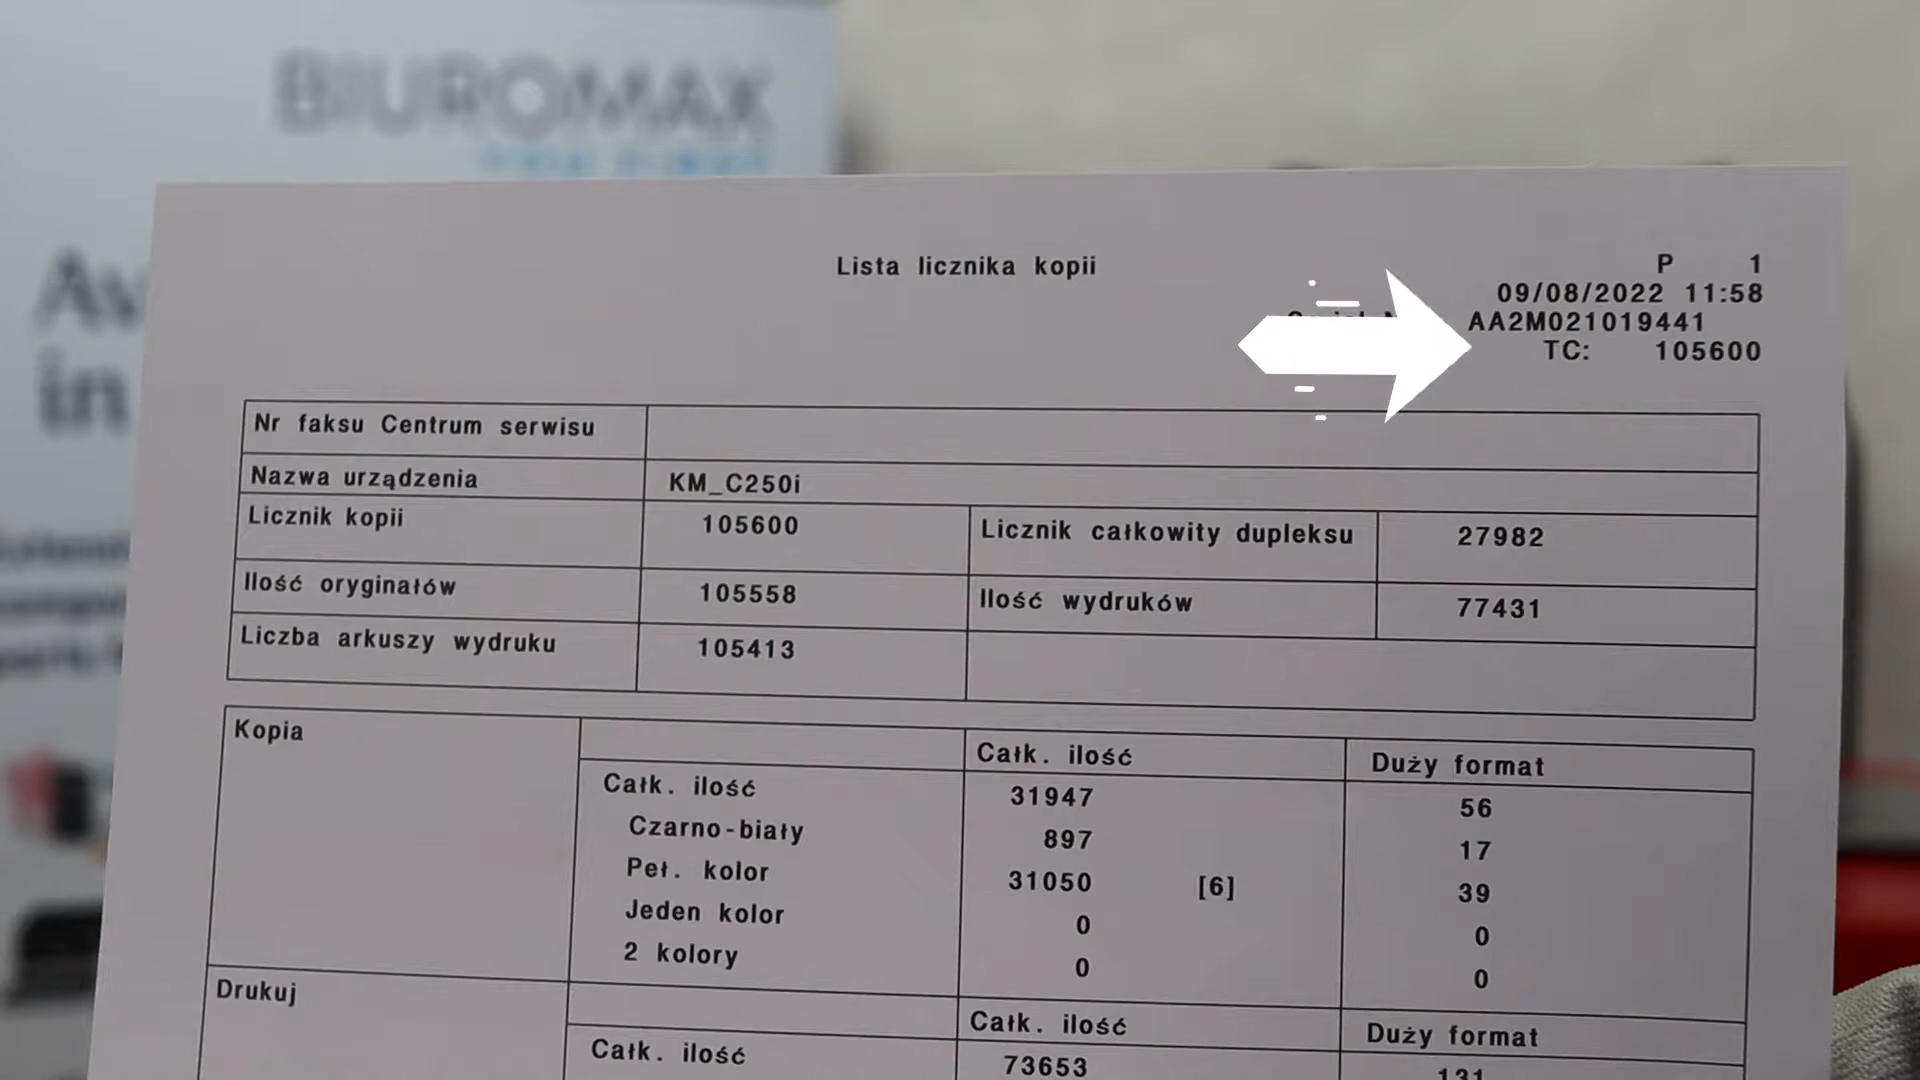 BIUROMAX
in
Lista licznika kopii
P 1
09/08/2022 11:58
AA2M021019441
TC: 105600
Nr faksu Centrum serwisu
Nazwa urządzenia KM_C250i
Licznik kopii 105600 Licznik całkowity dupleksu 27982
Ilość oryginałów 105558 Ilość wydruków 77431
Liczba arkuszy wydruku 105413
Kopia
Całk. ilość Duży format
Całk. ilość 31947 56
Czarno-biały 897 17
Peł. kolor 31050 [6] 39
Jeden kolor 0 0
2 kolory 0 0
Drukuj
Całk. ilość Duży format
Całk. ilość 73653 131